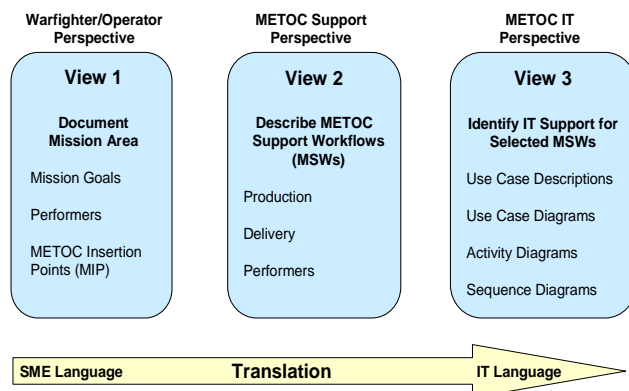 Warfighter/Operator
Perspective
View 1
Document
Mission Area
Mission Goals
Performers
METOC Insertion
Points (MIP)
METOC Support
Perspective
View 2
Describe METOC
Support Workflows
(MSWs)
Production
Delivery
Performers
METOC IT
Perspective
View 3
Identify IT Support for
Selected MSWs
Use Case Descriptions
Use Case Diagrams
Activity Diagrams
Sequence Diagrams
SME Language Translation IT Language